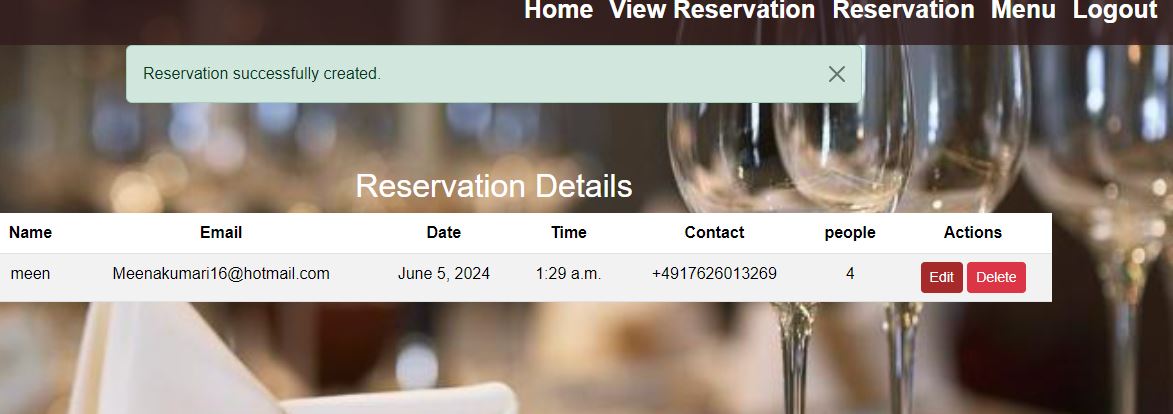 Home View Reservation Reservation Menu Logout
Reservation successfully created.
Reservation Details
Name Email Date Time Contact people Actions
meen Meenakumari16@hotmail.com June 5, 2024 1:29 a.m. +4917626013269 4 Edit Delete